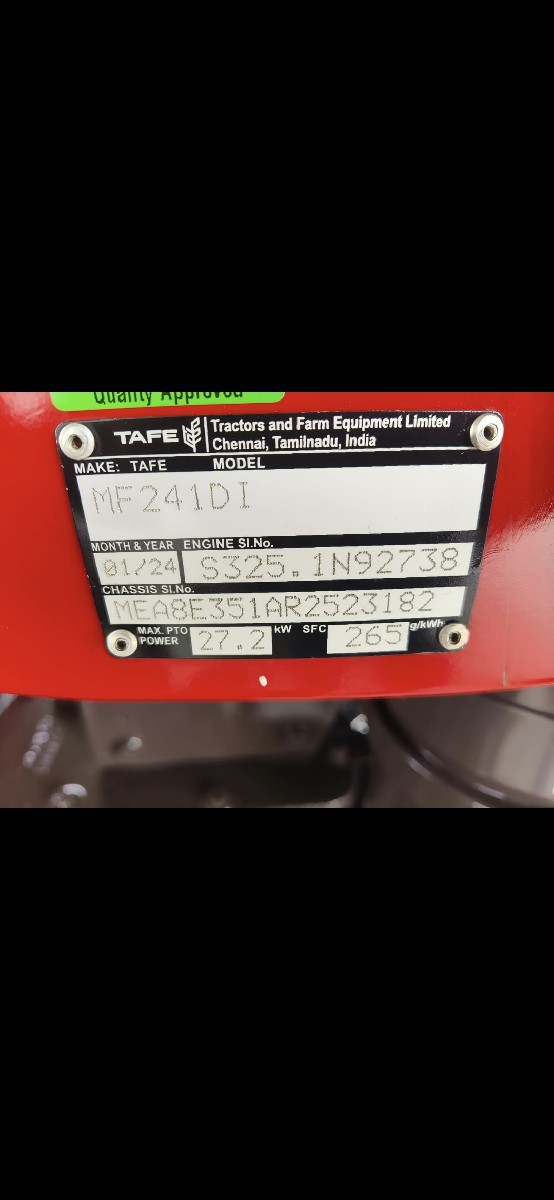 Quality Approved
TAFE Tractors and Farm Equipment Limited
Chennai, Tamilnadu, India
MAKE: TAFE MODEL
MF241DI
MONTH & YEAR ENGINE Sl.No.
01/24 S325.1N92738
CHASSIS Sl.No.
MEA8E351AR2523182
MAX. PTO POWER 27.2 kW SFC 265 g/kWh